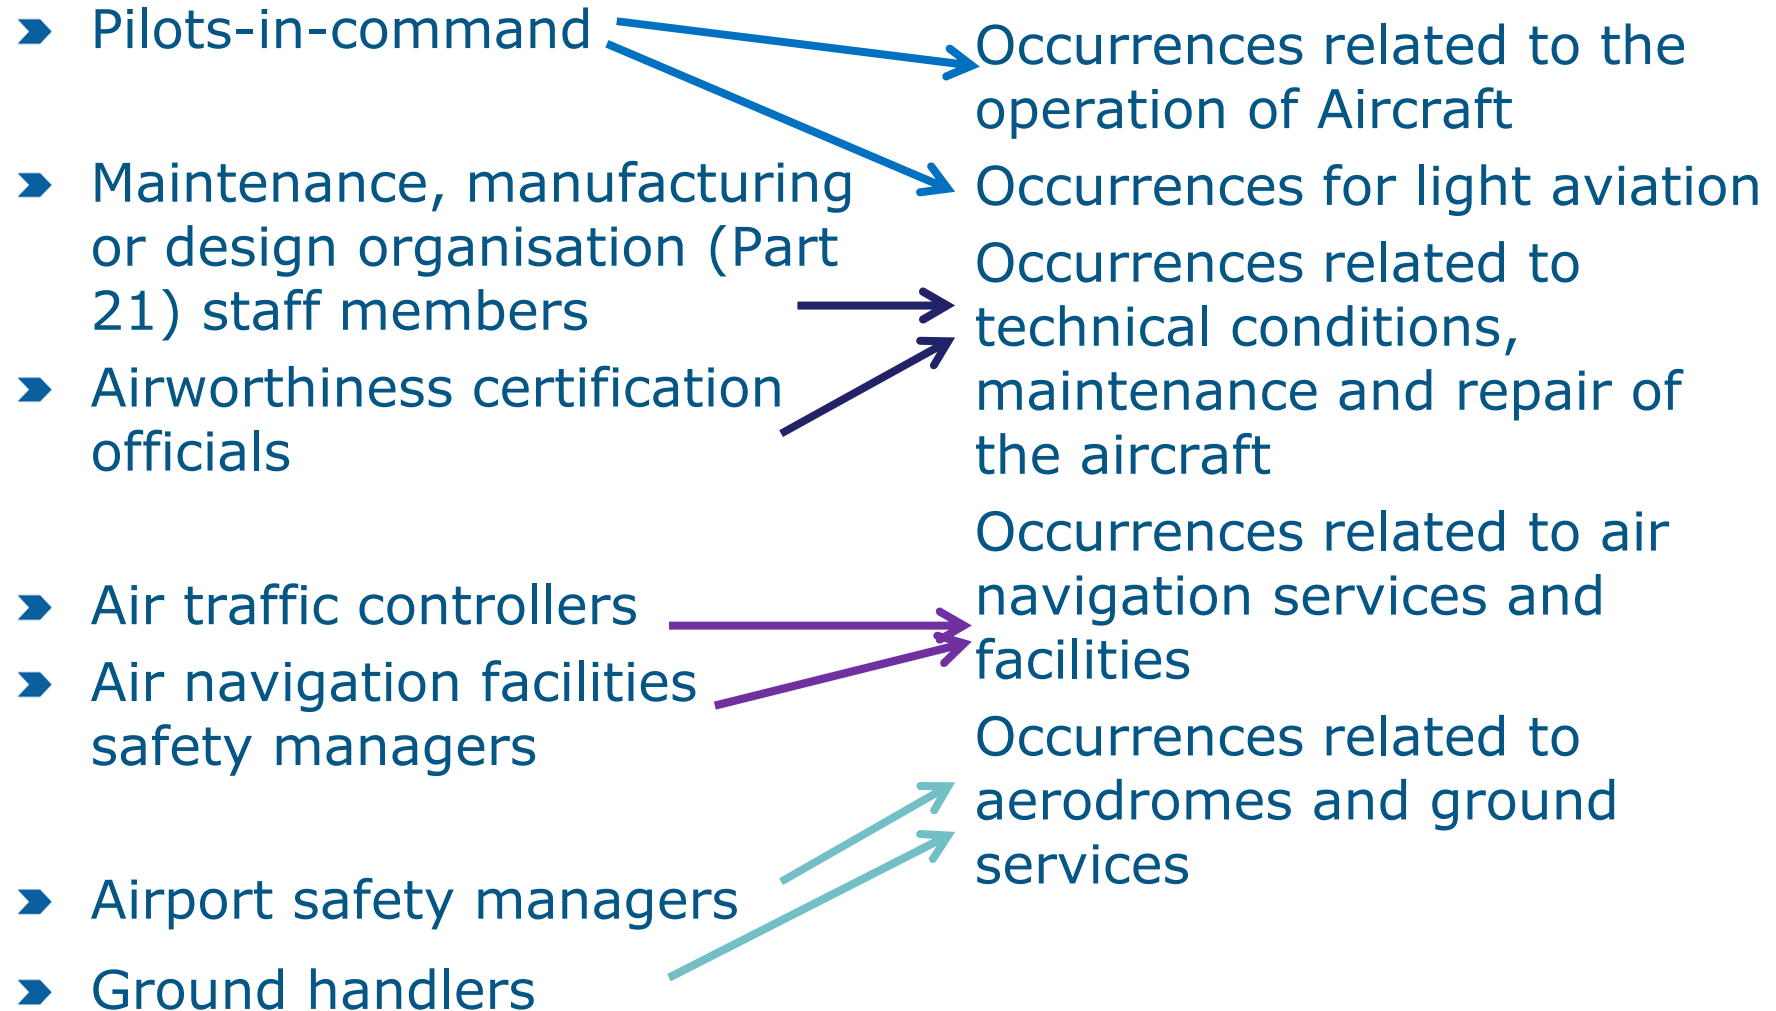 Pilots-in-command
Maintenance, manufacturing
or design organisation (Part
21) staff members
Airworthiness certification
officials
Air traffic controllers
Air navigation facilities
safety managers
Airport safety managers
Ground handlers
Occurrences related to the
operation of Aircraft
Occurrences for light aviation
Occurrences related to
technical conditions,
maintenance and repair of
the aircraft
Occurrences related to air
navigation services and
facilities
Occurrences related to
aerodromes and ground
services